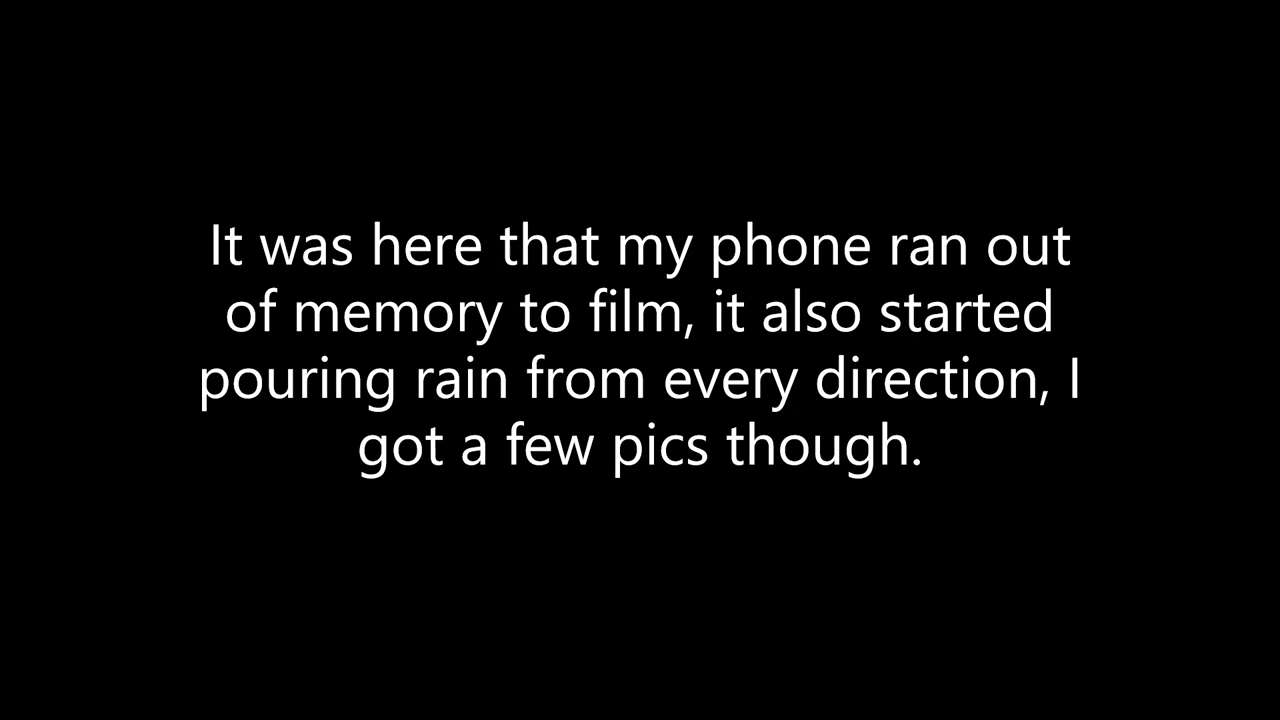 It was here that my phone ran out
of memory to film, it also started
pouring rain from every direction, I
got a few pics though.